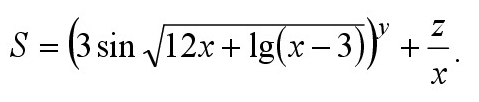 S = (3 sin √(12x + lg(x − 3)))^y + z/x.